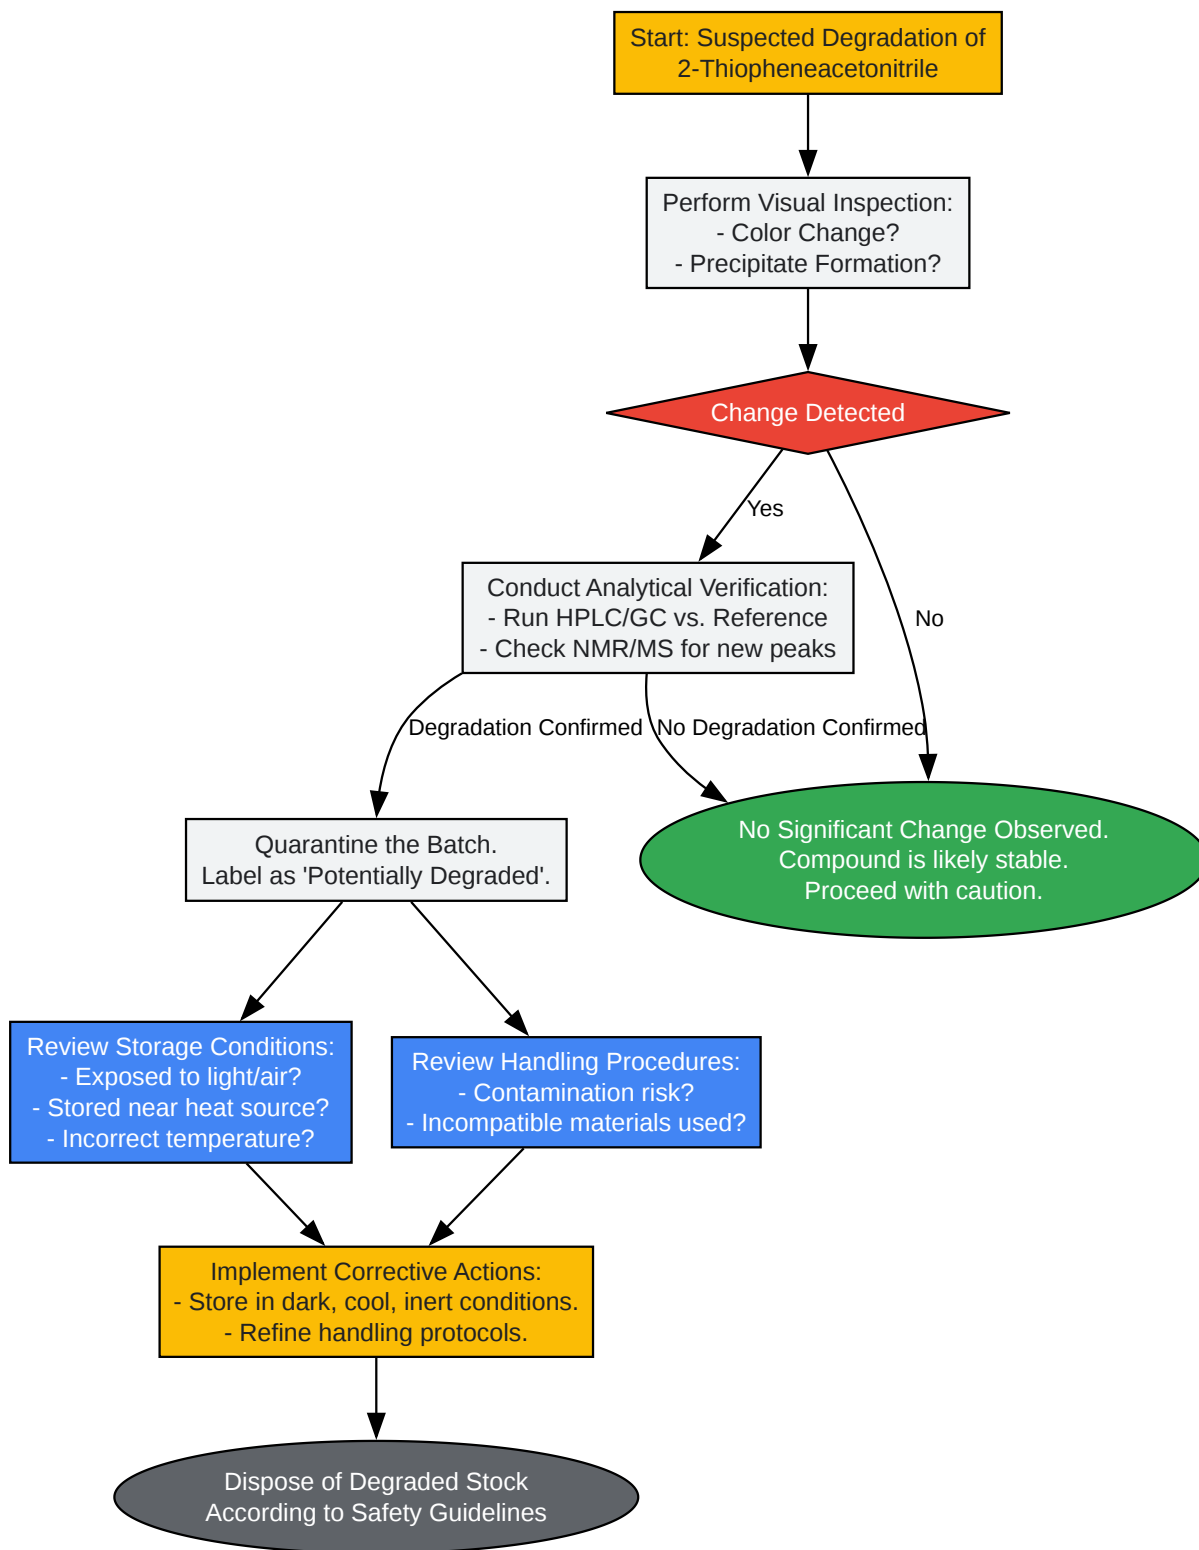 Start: Suspected Degradation of
2-Thiopheneacetonitrile
Perform Visual Inspection:
- Color Change?
- Precipitate Formation?
Change Detected
Yes
No
Conduct Analytical Verification:
- Run HPLC/GC vs. Reference
- Check NMR/MS for new peaks
Degradation Confirmed
No Degradation Confirmed
Quarantine the Batch.
Label as 'Potentially Degraded'.
No Significant Change Observed.
Compound is likely stable.
Proceed with caution.
Review Storage Conditions:
- Exposed to light/air?
- Stored near heat source?
- Incorrect temperature?
Review Handling Procedures:
- Contamination risk?
- Incompatible materials used?
Implement Corrective Actions:
- Store in dark, cool, inert conditions.
- Refine handling protocols.
Dispose of Degraded Stock
According to Safety Guidelines